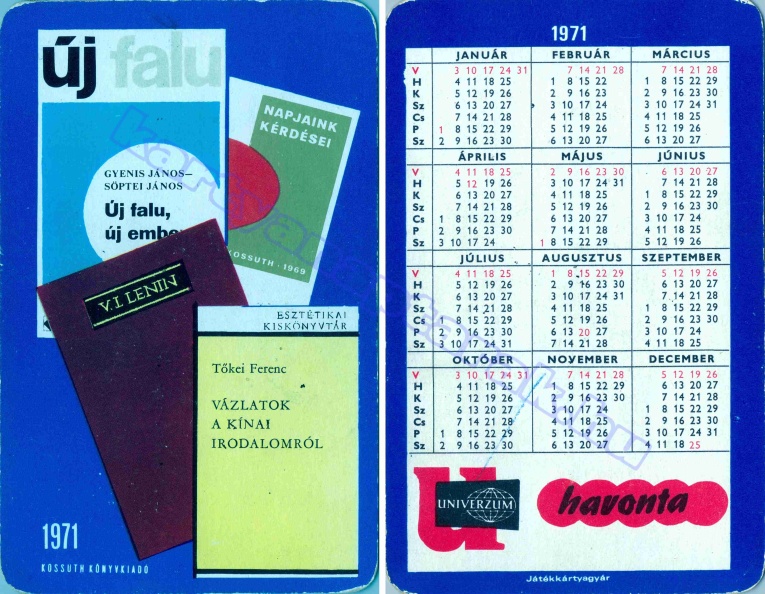 új falu
GYENIS JÁNOS—
SÖPTEI JÁNOS
Új falu,
új embe
NAPJAINK
KÉRDÉSEI
KOSSUTH · 1969
V. I. LENIN
ESZTÉTIKAI
KISKÖNYVTÁR
Tőkei Ferenc
VÁZLATOK
A KÍNAI
IRODALOMRÓL
1971
KOSSUTH KÖNYVKIADÓ
1971
JANUÁR FEBRUÁR MÁRCIUS
V 3 10 17 24 31 7 14 21 28 7 14 21 28
H 4 11 18 25 1 8 15 22 1 8 15 22 29
K 5 12 19 26 2 9 16 23 2 9 16 23 30
Sz 6 13 20 27 3 10 17 24 3 10 17 24 31
Cs 7 14 21 28 4 11 18 25 4 11 18 25
P 1 8 15 22 29 5 12 19 26 5 12 19 26
Sz 2 9 16 23 30 6 13 20 27 6 13 20 27
ÁPRILIS MÁJUS JÚNIUS
V 4 11 18 25 2 9 16 23 30 6 13 20 27
H 5 12 19 26 3 10 17 24 31 7 14 21 28
K 6 13 20 27 4 11 18 25 1 8 15 22 29
Sz 7 14 21 28 5 12 19 26 2 9 16 23 30
Cs 1 8 15 22 29 6 13 20 27 3 10 17 24
P 2 9 16 23 30 7 14 21 28 4 11 18 25
Sz 3 10 17 24 1 8 15 22 29 5 12 19 26
JÚLIUS AUGUSZTUS SZEPTEMBER
V 4 11 18 25 1 8 15 22 29 5 12 19 26
H 5 12 19 26 2 9 16 23 30 6 13 20 27
K 6 13 20 27 3 10 17 24 31 7 14 21 28
Sz 7 14 21 28 4 11 18 25 1 8 15 22 29
Cs 1 8 15 22 29 5 12 19 26 2 9 16 23 30
P 2 9 16 23 30 6 13 20 27 3 10 17 24
Sz 3 10 17 24 31 7 14 21 28 4 11 18 25
OKTÓBER NOVEMBER DECEMBER
V 3 10 17 24 31 7 14 21 28 5 12 19 26
H 4 11 18 25 1 8 15 22 29 6 13 20 27
K 5 12 19 26 2 9 16 23 30 7 14 21 28
Sz 6 13 20 27 3 10 17 24 1 8 15 22 29
Cs 7 14 21 28 4 11 18 25 2 9 16 23 30
P 1 8 15 22 29 5 12 19 26 3 10 17 24 31
Sz 2 9 16 23 30 6 13 20 27 4 11 18 25
U
UNIVERZUM
havonta
Játékkártyagyár